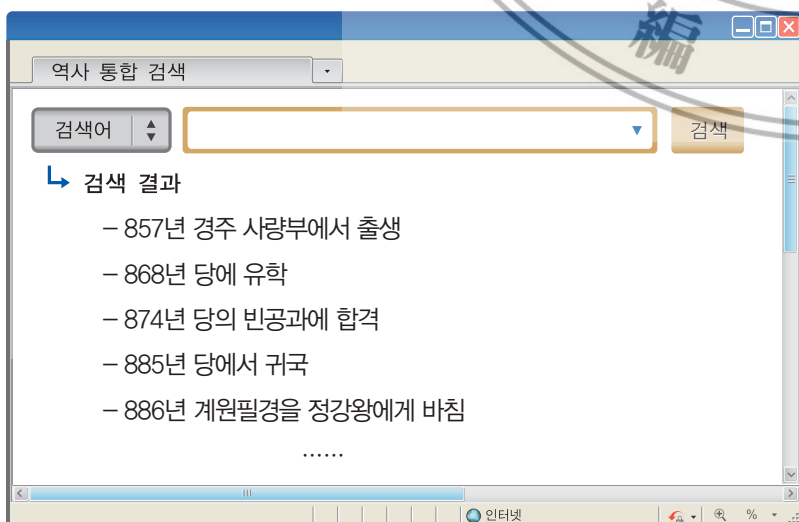 編
역사 통합 검색
검색어
검색
검색 결과
– 857년 경주 사량부에서 출생
– 868년 당에 유학
– 874년 당의 빈공과에 합격
– 885년 당에서 귀국
– 886년 계원필경을 정강왕에게 바침
……
인터넷
%